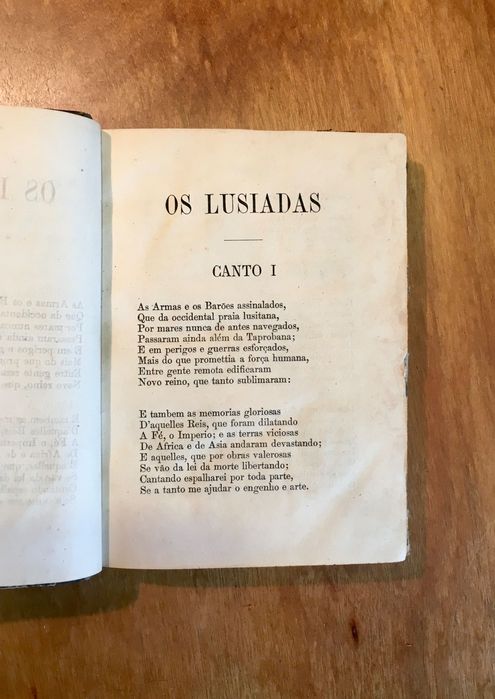 OS LUSIADAS
CANTO I
As Armas e os Barões assinalados,
Que da occidental praia lusitana,
Por mares nunca de antes navegados,
Passaram ainda além da Taprobana;
E em perigos e guerras esforçados,
Mais do que promettia a força humana,
Entre gente remota edificaram
Novo reino, que tanto sublimaram:
E tambem as memorias gloriosas
D'aquelles Reis, que foram dilatando
A Fé, o Imperio; e as terras viciosas
De Africa e de Asia andaram devastando;
E aquelles, que por obras valerosas
Se vão da lei da morte libertando;
Cantando espalharei por toda parte,
Se a tanto me ajudar o engenho e arte.